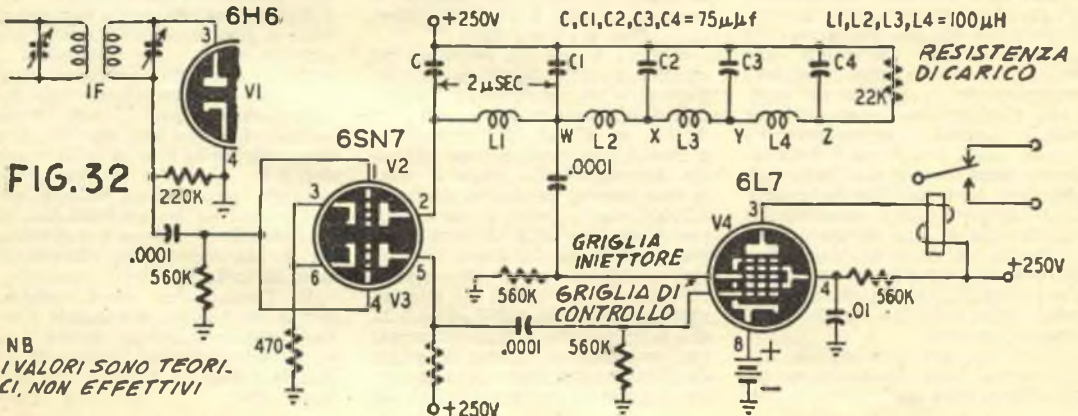 6H6
+250V
C,C1,C2,C3,C4=75µµf
L1,L2,L3,L4=100µH
3
C
C1
C2
C3
C4
RESISTENZA
DI CARICO
IF
V1
2µSEC
22K
4
6SN7
L1
W
L2
X
L3
Y
L4
Z
FIG.32
220K
V2
1
.0001
6L7
3
2
V4
3
.0001
560K
6
5
V3
4
GRIGLIA
INIETTORE
560K
GRIGLIA DI
CONTROLLO
4
560K
+250V
.01
NB
I VALORI SONO TEORI-
CI, NON EFFETTIVI
470
.0001
560K
8
+
-
+250V